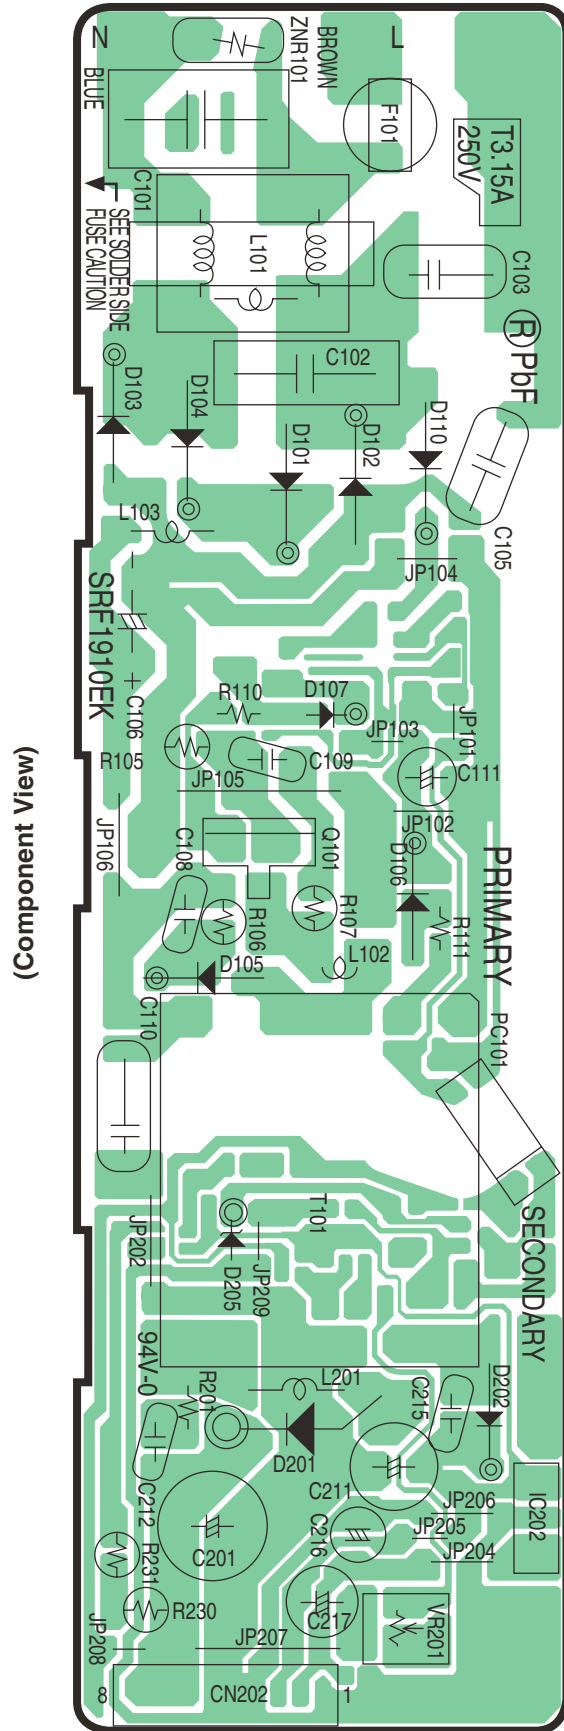 N
L
ZNR101
BROWN
BLUE
F101
T3.15A
250V
C101
SEE SOLDER SIDE
FUSE CAUTION
L101
C103
R PbF
C102
D103
D104
D101
D102
D110
L103
C105
JP104
SRF1910EK
C106
R110
D107
JP103
JP101
R105
JP105
C109
C111
JP102
JP106
C108
Q101
D106
R106
R107
R111
PRIMARY
L102
D105
C110
PC101
(Component View)
T101
JP202
D205
JP209
SECONDARY
94V-0
R201
L201
C215
D202
D201
C211
C212
C201
C216
JP206
JP205
JP204
IC202
R231
R230
C217
VR201
JP208
JP207
8
CN202
1